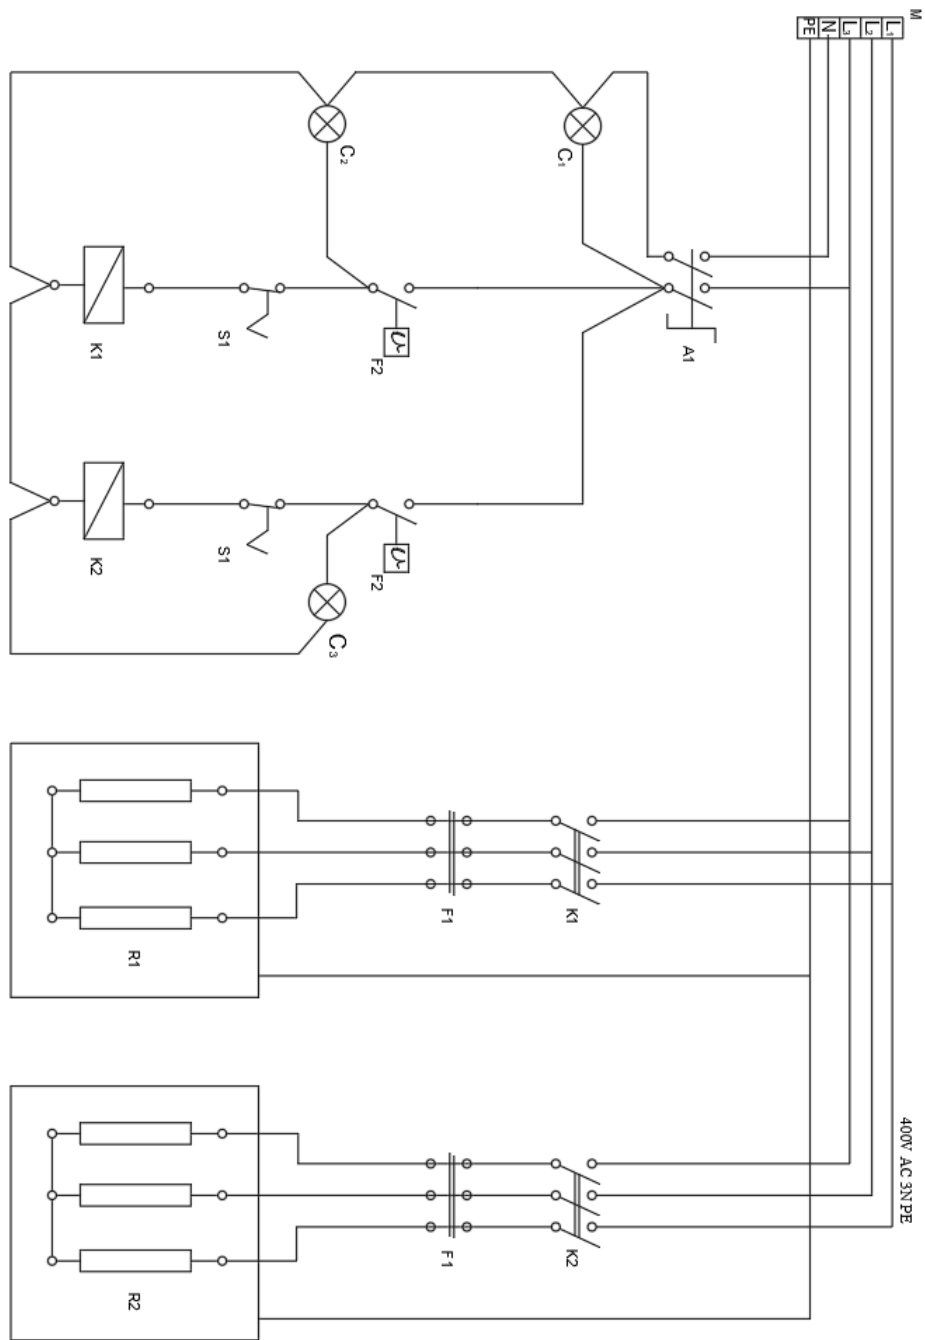 M
400V AC 3NPE
L₁
L₂
L₃
N
PE
A1
C₁
K1
K2
F1
F1
ϑ
ϑ
F2
F2
C₂
C₃
S1
S1
R1
R2
K1
K2